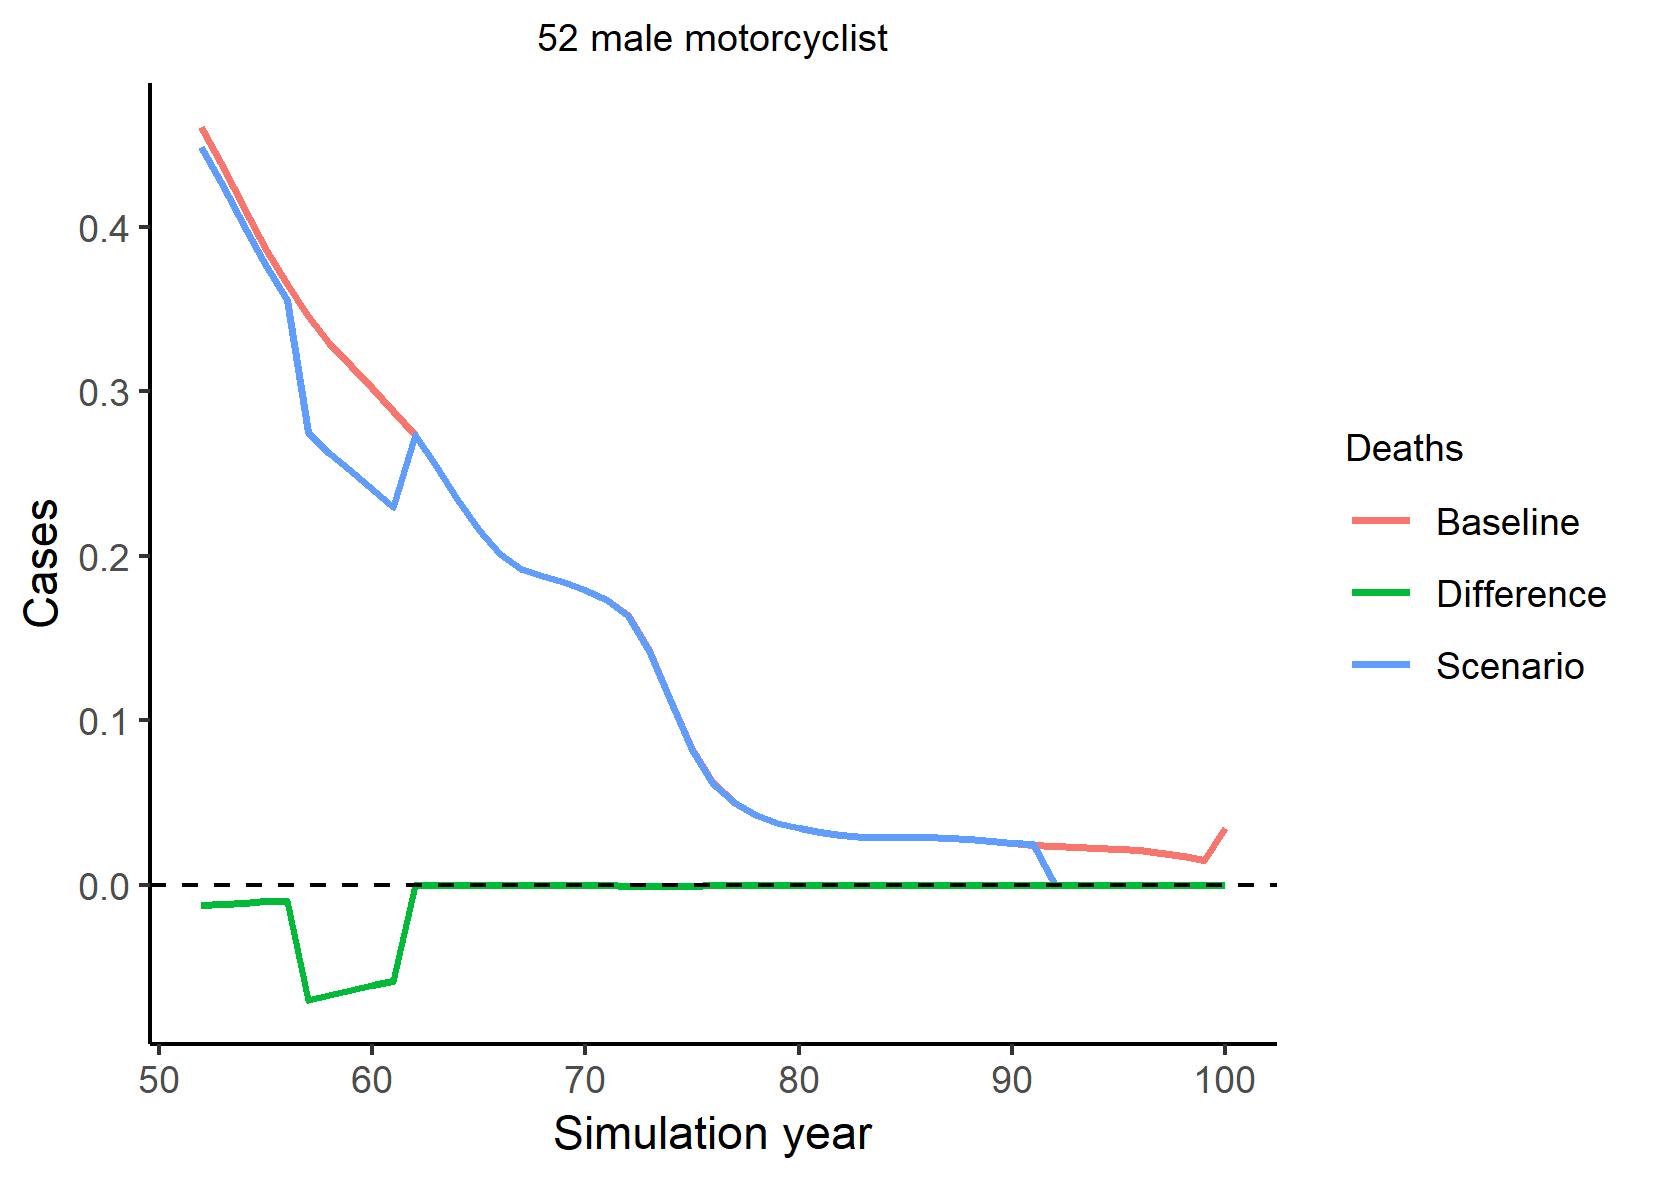 52 male motorcyclist
Cases
0.4
0.3
0.2
0.1
0.0
50 60 70 80 90 100
Simulation year
Deaths
Baseline
Difference
Scenario